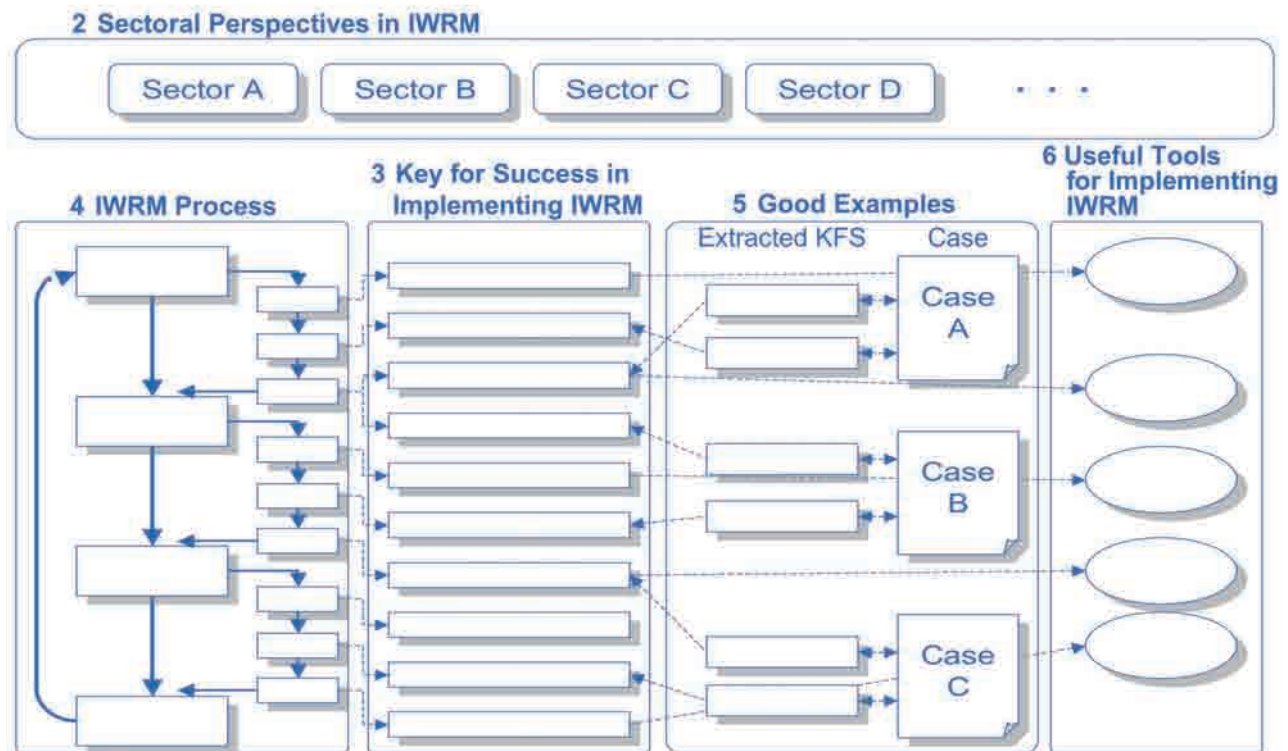 2 Sectoral Perspectives in IWRM
Sector A
Sector B
Sector C
Sector D
. . .
4 IWRM Process
3 Key for Success in
Implementing IWRM
5 Good Examples
Extracted KFS
Case
Case
A
Case
B
Case
C
6 Useful Tools
for Implementing
IWRM